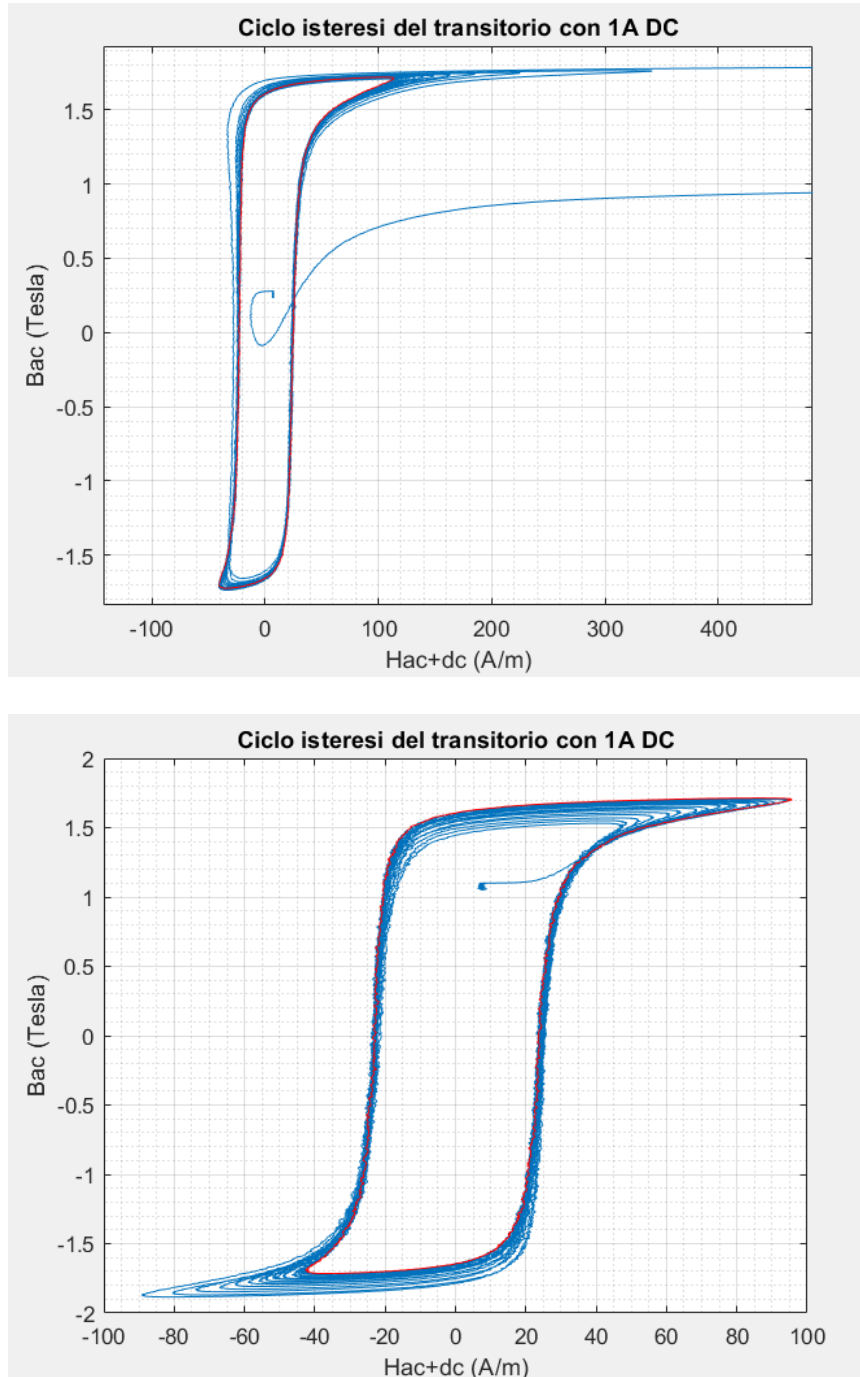 Ciclo isteresi del transitorio con 1A DC
1.5
1
0.5
0
-0.5
-1
-1.5
Bac (Tesla)
-100 0 100 200 300 400
Hac+dc (A/m)
Ciclo isteresi del transitorio con 1A DC
2
1.5
1
0.5
0
-0.5
-1
-1.5
-2
Bac (Tesla)
-100 -80 -60 -40 -20 0 20 40 60 80 100
Hac+dc (A/m)